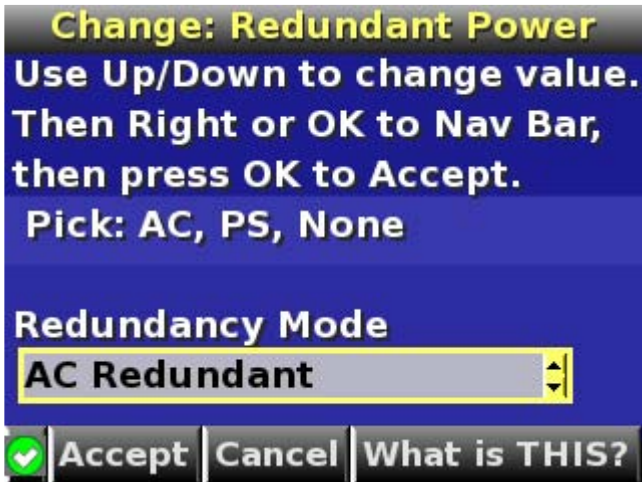 Change: Redundant Power
Use Up/Down to change value.
Then Right or OK to Nav Bar,
then press OK to Accept.
Pick: AC, PS, None
Redundancy Mode
AC Redundant
Accept Cancel What is THIS?